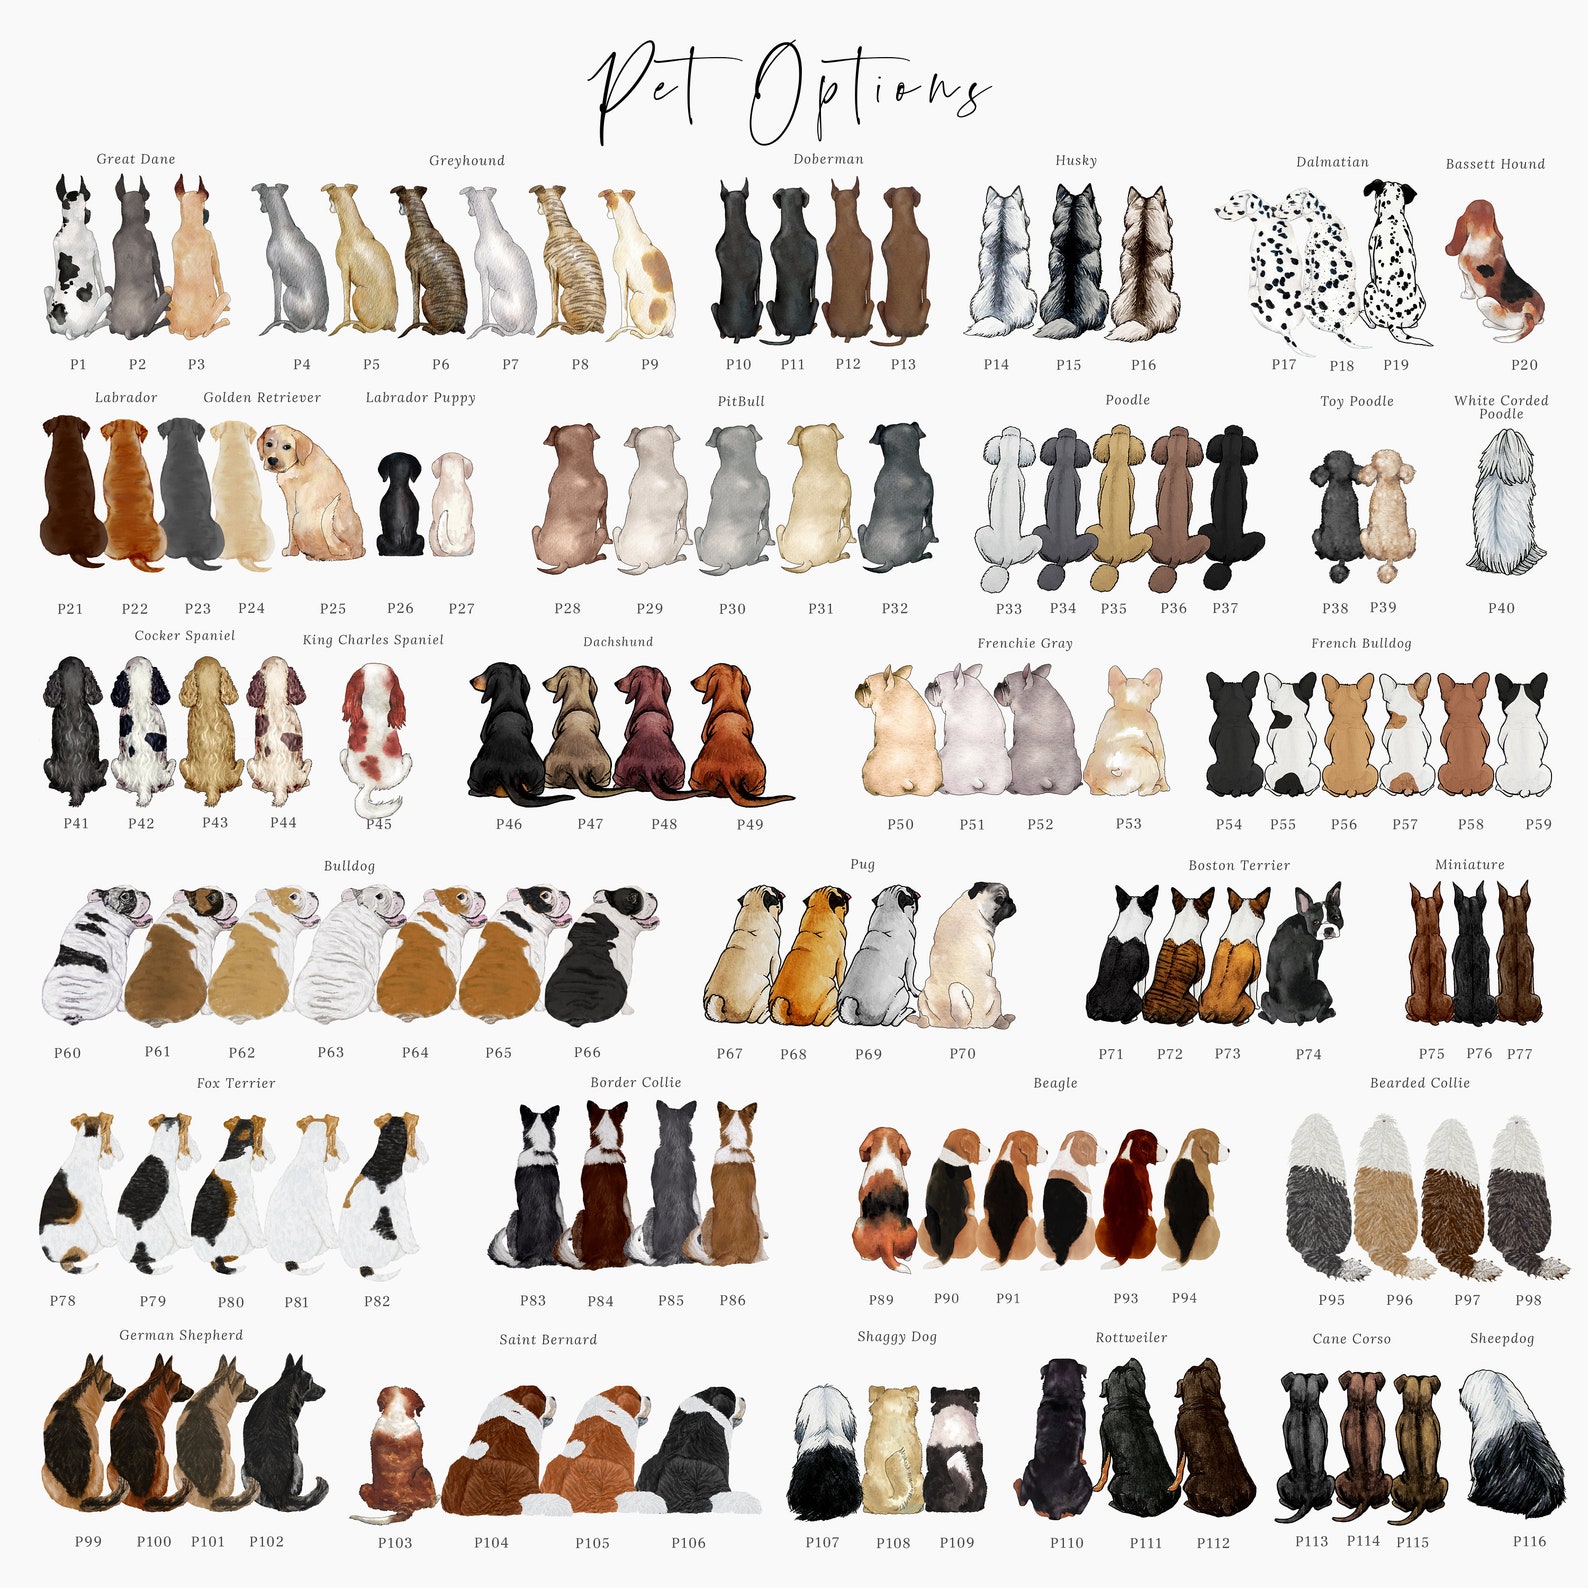 Pet Options
Great Dane
Greyhound
Doberman
Husky
Dalmatian
Bassett Hound
P1 P2 P3 P4 P5 P6 P7 P8 P9 P10 P11 P12 P13 P14 P15 P16 P17 P18 P19 P20
Labrador
Golden Retriever
Labrador Puppy
PitBull
Poodle
Toy Poodle
White Corded
Poodle
P21 P22 P23 P24 P25 P26 P27 P28 P29 P30 P31 P32 P33 P34 P35 P36 P37 P38 P39 P40
Cocker Spaniel
King Charles Spaniel
Dachshund
Frenchie Gray
French Bulldog
P41 P42 P43 P44 P45 P46 P47 P48 P49 P50 P51 P52 P53 P54 P55 P56 P57 P58 P59
Bulldog
Pug
Boston Terrier
Miniature
P60 P61 P62 P63 P64 P65 P66 P67 P68 P69 P70 P71 P72 P73 P74 P75 P76 P77
Fox Terrier
Border Collie
Beagle
Bearded Collie
P78 P79 P80 P81 P82 P83 P84 P85 P86 P89 P90 P91 P93 P94 P95 P96 P97 P98
German Shepherd
Saint Bernard
Shaggy Dog
Rottweiler
Cane Corso
Sheepdog
P99 P100 P101 P102 P103 P104 P105 P106 P107 P108 P109 P110 P111 P112 P113 P114 P115 P116